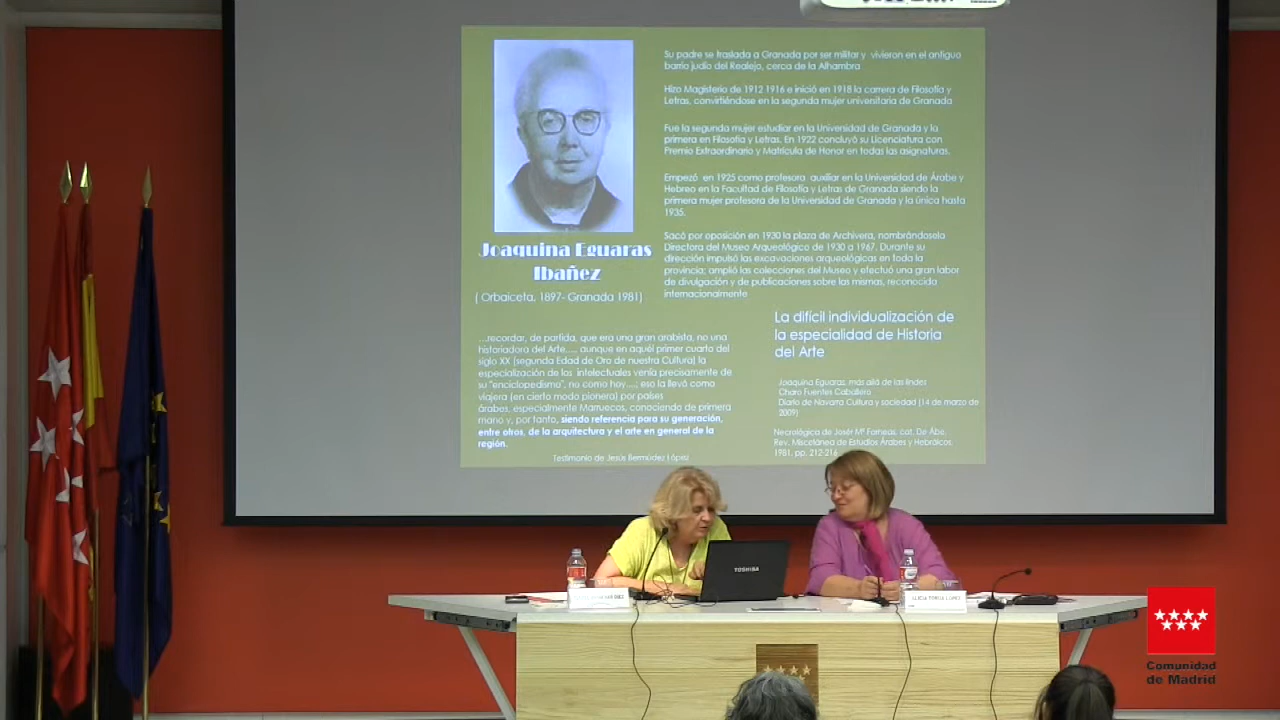 Su padre se traslada a Granada por ser militar y vivieron en el antiguo
barrio judío del Realejo, cerca de la Alhambra
Hizo Magisterio de 1912 1916 e inició en 1918 la carrera de Filosofía y
Letras, convirtiéndose en la segunda mujer universitaria de Granada
Fue la segunda mujer estudiar en la Universidad de Granada y la
primera en Filosofía y Letras. En 1922 concluyó su Licenciatura con
Premio Extraordinario y Matrícula de Honor en todas las asignaturas.
Empezó en 1925 como profesora auxiliar en la Universidad de Árabe y
Hebreo en la Facultad de Filosofía y Letras de Granada siendo la
primera mujer profesora de la Universidad de Granada y la única hasta
1935.
Sacó por oposición en 1930 la plaza de Archivera, nombrándosela
Directora del Museo Arqueológico de 1930 a 1967. Durante su
dirección impulsó las excavaciones arqueológicas en toda la
provincia; amplió las colecciones del Museo y efectuó una gran labor
de divulgación y de publicaciones sobre las mismas, reconocida
internacionalmente
Joaquina Eguaras
Ibañez
( Orbaiceta, 1897- Granada 1981)
La difícil individualización de
la especialidad de Historia
del Arte
...recordar, de partida, que era una gran arabista, no una
historiadora del Arte.... aunque en aquél primer cuarto del
siglo XX (segunda Edad de Oro de nuestra Cultura) la
especialización de los intelectuales venía precisamente de
su "enciclopedismo", no como hoy...; eso la llevó como
viajera (en cierto modo pionera) por países
árabes, especialmente Marruecos, conociendo de primera
mano y, por tanto, siendo referencia para su generación,
entre otros, de la arquitectura y el arte en general de la
región.
Testimonio de Jesús Bermúdez López
Joaquina Eguaras, más allá de las lindes
Charo Fuentes Caballero
Diario de Navarra Cultura y sociedad (14 de marzo de
2009)
Necrológica de José Mª Forneas, cat. De Ábe.
Rev. Miscelánea de Estudios Árabes y Hebráicos,
1981, pp. 212-216
TOSHIBA
ALICIA LÓPEZ
Comunidad
de Madrid